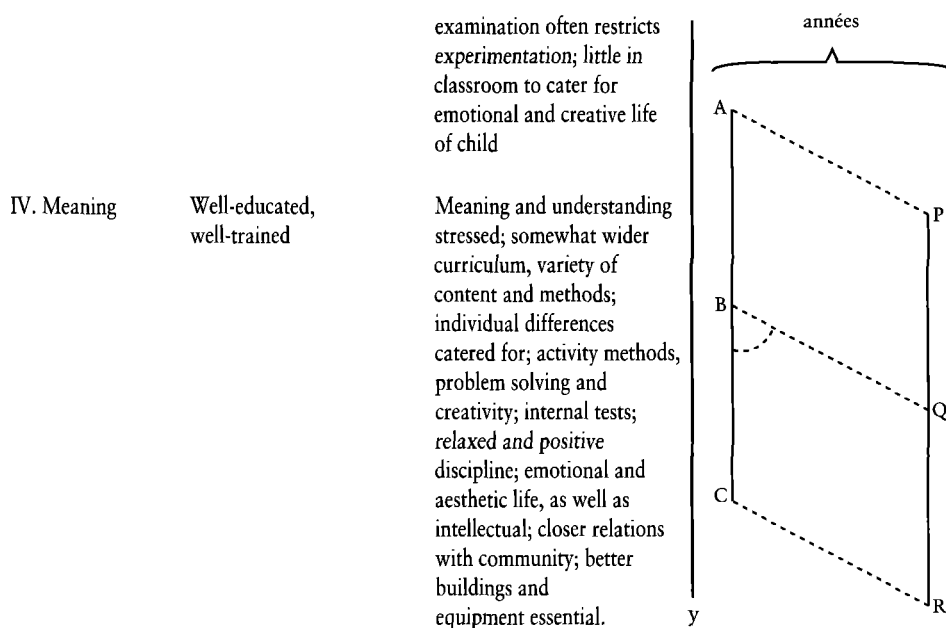 examination often restricts
experimentation; little in
classroom to cater for
emotional and creative life
of child
IV. Meaning
Well-educated,
well-trained
Meaning and understanding
stressed; somewhat wider
curriculum, variety of
content and methods;
individual differences
catered for; activity methods,
problem solving and
creativity; internal tests;
relaxed and positive
discipline; emotional and
aesthetic life, as well as
intellectual; closer relations
with community; better
buildings and
equipment essential.
années
A
P
B
Q
C
R
y